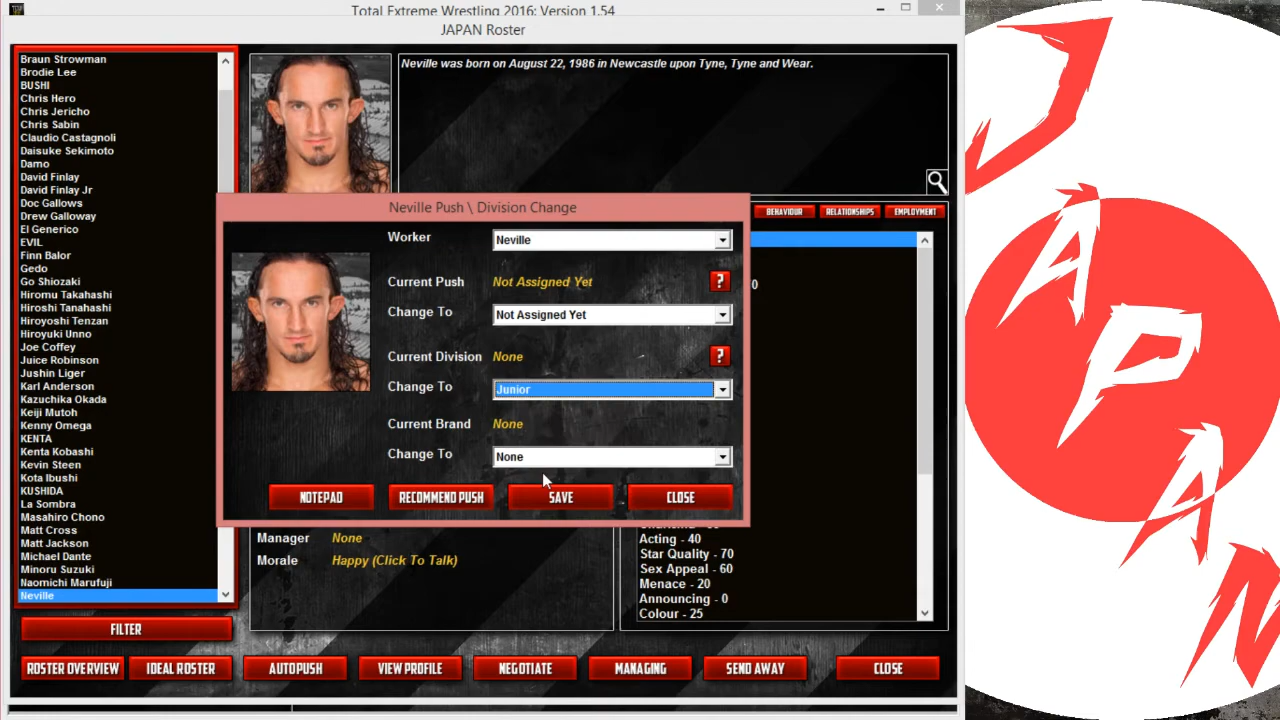 Total Extreme Wrestling 2016: Version 1.54
JAPAN Roster
Braun Strowman
Brodie Lee
BUSHI
Chris Hero
Chris Jericho
Chris Sabin
Claudio Castagnoli
Daisuke Sekimoto
Damo
David Finlay
David Finlay Jr
Doc Gallows
Drew Galloway
El Generico
EVIL
Finn Balor
Gedo
Go Shiozaki
Hiromu Takahashi
Hiroshi Tanahashi
Hiroyoshi Tenzan
Hiroyuki Unno
Joe Coffey
Juice Robinson
Jushin Liger
Karl Anderson
Kazuchika Okada
Keiji Mutoh
Kenny Omega
KENTA
Kenta Kobashi
Kevin Steen
Kota Ibushi
KUSHIDA
La Sombra
Masahiro Chono
Matt Cross
Matt Jackson
Michael Dante
Minoru Suzuki
Naomichi Marufuji
Neville
Neville was born on August 22, 1986 in Newcastle upon Tyne, Tyne and Wear.
BEHAVIOUR RELATIONSHIPS EMPLOYMENT
Neville Push \ Division Change
Worker Neville
Current Push Not Assigned Yet ?
Change To Not Assigned Yet
Current Division None ?
Change To Junior
Current Brand None
Change To None
NOTEPAD RECOMMEND PUSH SAVE CLOSE
0
Manager None
Morale Happy (Click To Talk)
Acting - 40
Star Quality - 70
Sex Appeal - 60
Menace - 20
Announcing - 0
Colour - 25
FILTER
ROSTER OVERVIEW IDEAL ROSTER AUTOPUSH VIEW PROFILE NEGOTIATE MANAGING SEND AWAY CLOSE
JAPAN